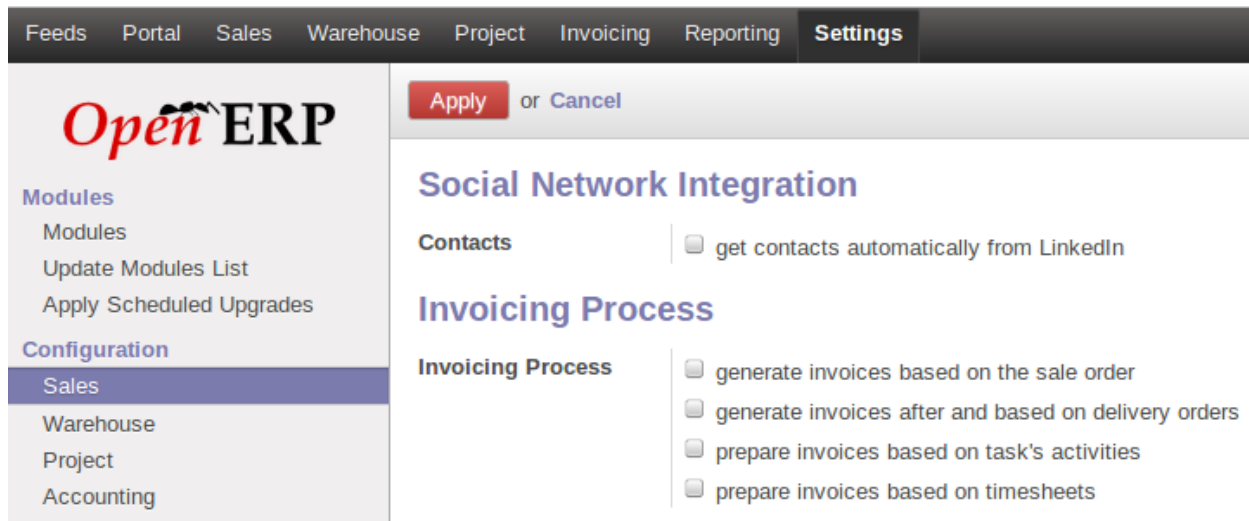 Feeds Portal Sales Warehouse Project Invoicing Reporting Settings
OpenERP
Modules
Modules
Update Modules List
Apply Scheduled Upgrades
Configuration
Sales
Warehouse
Project
Accounting
Apply or Cancel
Social Network Integration
Contacts get contacts automatically from LinkedIn
Invoicing Process
Invoicing Process generate invoices based on the sale order
generate invoices after and based on delivery orders
prepare invoices based on task's activities
prepare invoices based on timesheets